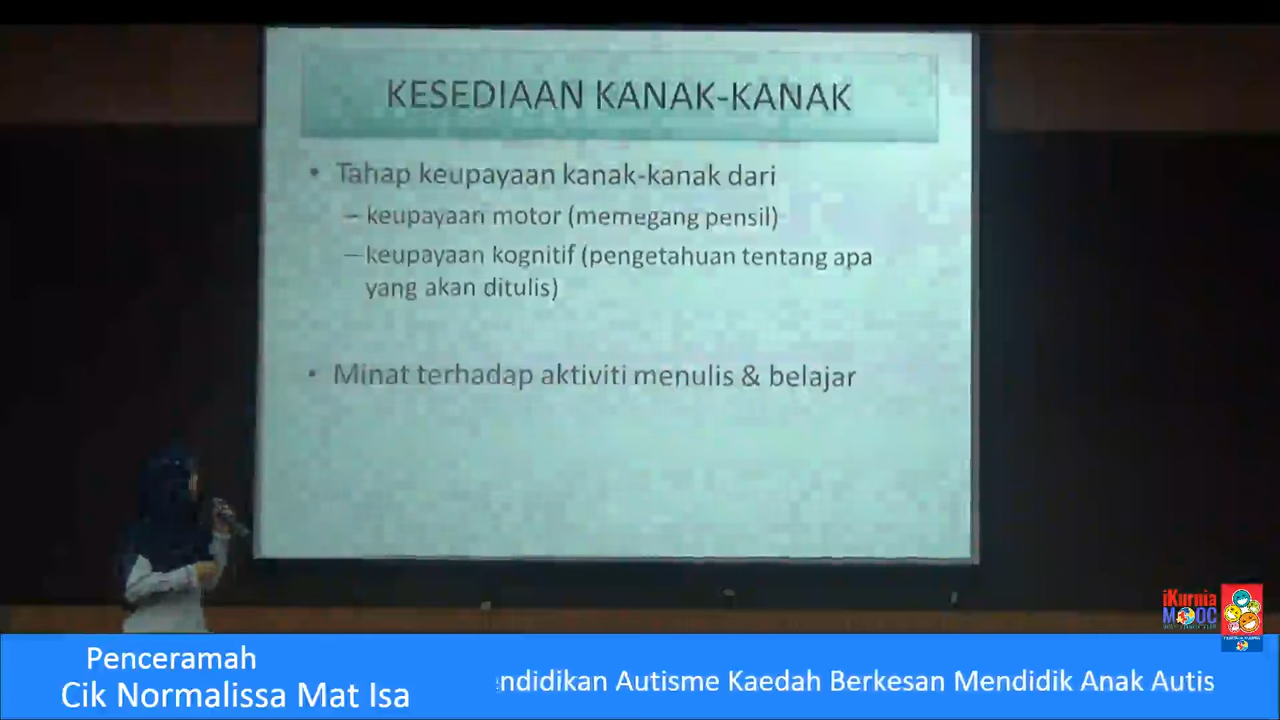 KESEDIAAN KANAK-KANAK
• Tahap keupayaan kanak-kanak dari
– keupayaan motor (memegang pensil)
– keupayaan kognitif (pengetahuan tentang apa
yang akan ditulis)
• Minat terhadap aktiviti menulis & belajar
iKurnia
MOOC
Penceramah
Cik Normalissa Mat Isa
ndidikan Autisme Kaedah Berkesan Mendidik Anak Autis